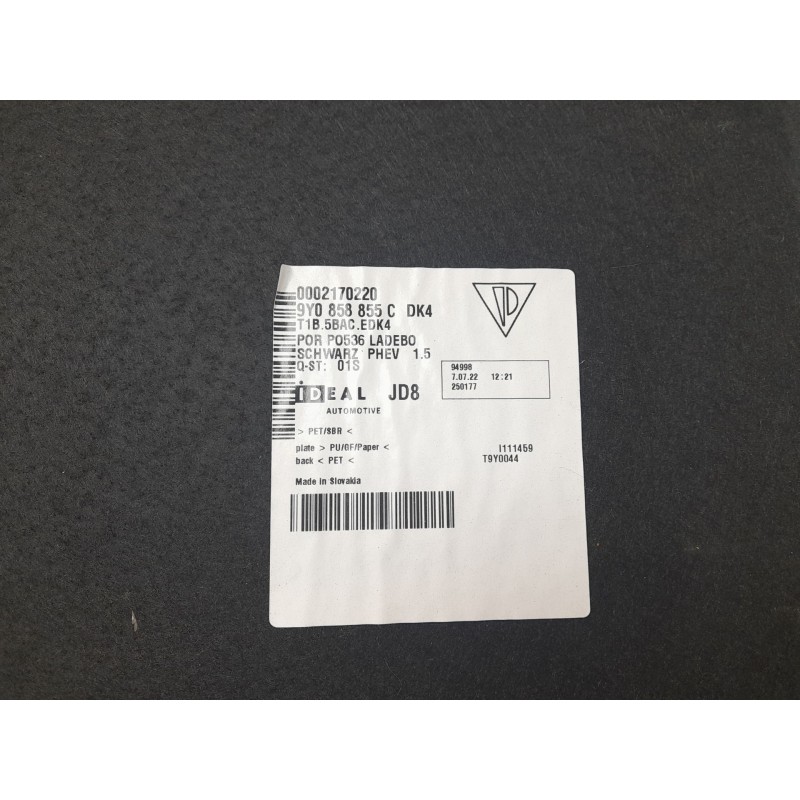 0002170220
9Y0 858 855 C DK4
T1B.5BAC.EDK4
POR PO536 LADEBO
SCHWARZ PHEV 1.5
Q-ST: 01S
94998
7.07.22 12:21
250177
iDEAL JD8
AUTOMOTIVE
> PET/SBR <
plate > PU/GF/Paper <
back < PET <
I111459
T9Y0044
Made in Slovakia